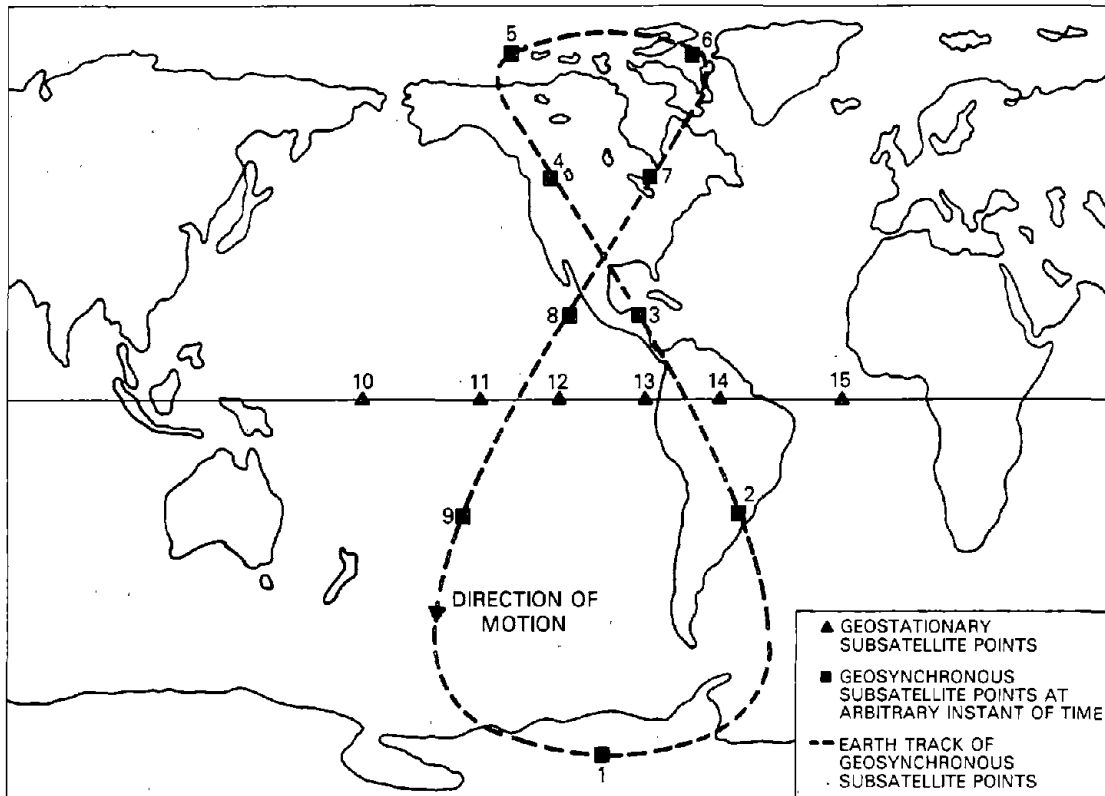 5
6
4
7
8
3
10
11
12
13
14
15
9
2
DIRECTION OF
MOTION
1
GEOSTATIONARY
SUBSATELLITE
POINTS
GEOSYNCHRONOUS
SUBSATELLITE
POINTS AT
ARBITRARY INSTANT OF TIME
EARTH TRACK OF
GEOSYNCHRONOUS
SUBSATELLITE POINTS